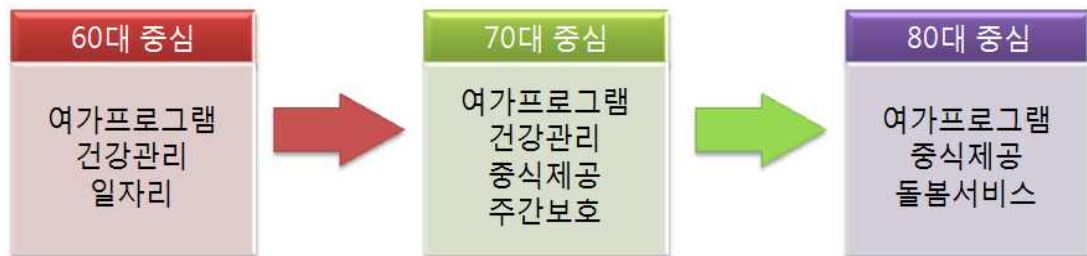 60대 중심
여가프로그램
건강관리
일자리
70대 중심
여가프로그램
건강관리
중식제공
주간보호
80대 중심
여가프로그램
중식제공
돌봄서비스